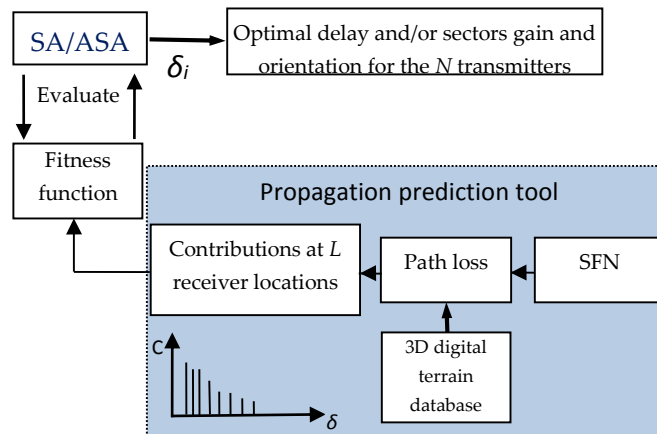 SA/ASA
δi
Optimal delay and/or sectors gain and
orientation for the N transmitters
Evaluate
Fitness
function
Propagation prediction tool
Contributions at L
receiver locations
Path loss
SFN
3D digital
terrain
database
C
δ